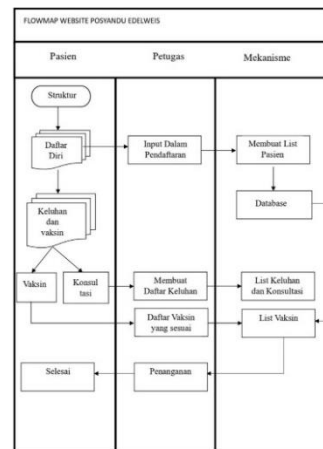 FLOWMAP WEBSITE POSYANDU EDELWEIS
Pasien
Petugas
Mekanisme
Struktur
Daftar
Diri
Input Dalam
Pendaftaran
Membuat List
Pasien
Database
Keluhan
dan
vaksin
Vaksin
Konsul
tasi
Membuat
Daftar Keluhan
List Keluhan
dan Konsultasi
Daftar Vaksin
yang sesuai
List Vaksin
Selesai
Penanganan